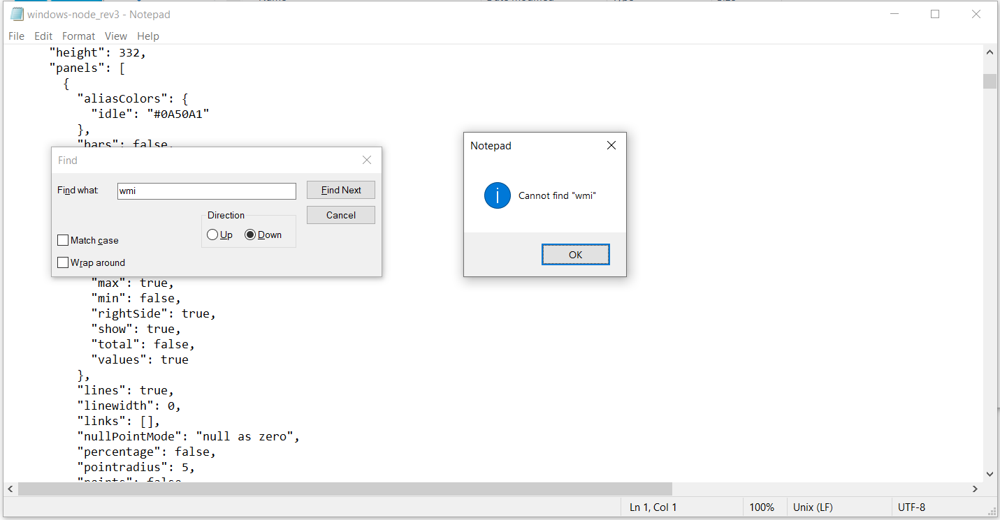 windows-node_rev3 - Notepad
File Edit Format View Help
"height": 332,
"panels": [
{
"aliasColors": {
"idle": "#0A50A1"
},
"bars": false,
Find
Find what:
wmi
Find Next
Cancel
Direction
Up
Down
Match case
Wrap around
Notepad
Cannot find "wmi"
OK
"max": true,
"min": false,
"rightSide": true,
"show": true,
"total": false,
"values": true
},
"lines": true,
"linewidth": 0,
"links": [],
"nullPointMode": "null as zero",
"percentage": false,
"pointradius": 5,
"points": false
Ln 1, Col 1
100%
Unix (LF)
UTF-8